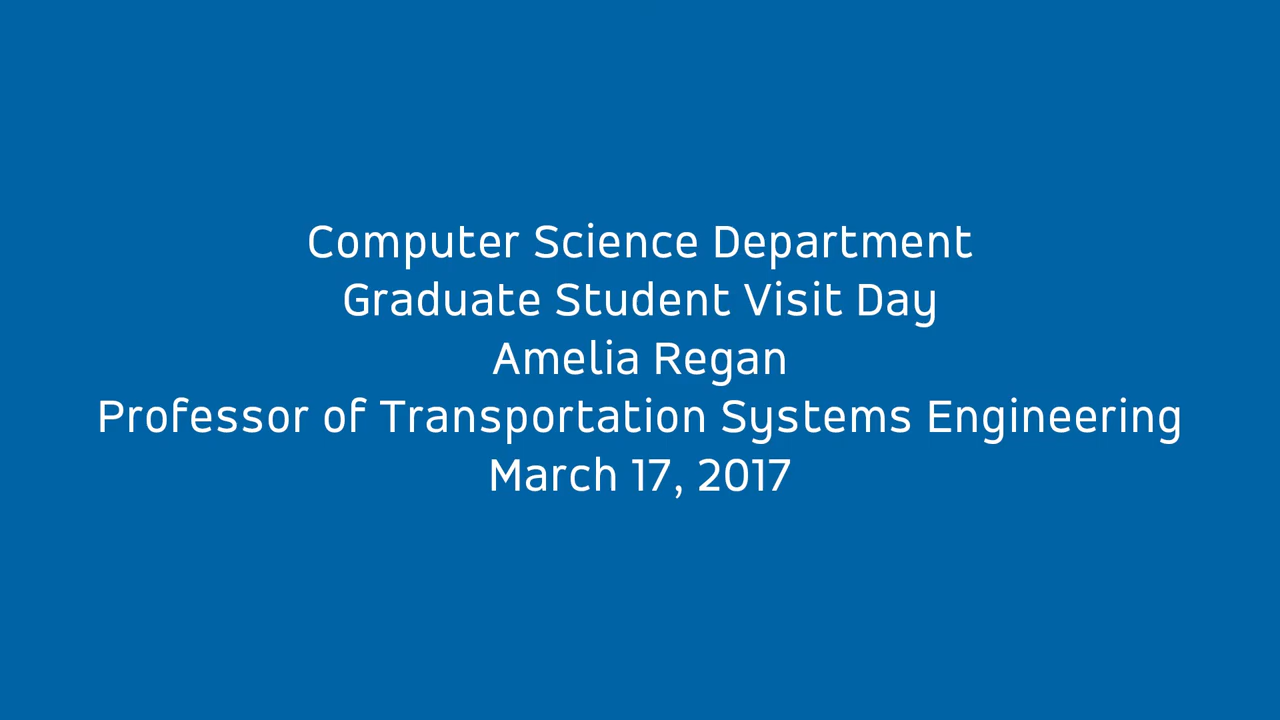 Computer Science Department
Graduate Student Visit Day
Amelia Regan
Professor of Transportation Systems Engineering
March 17, 2017